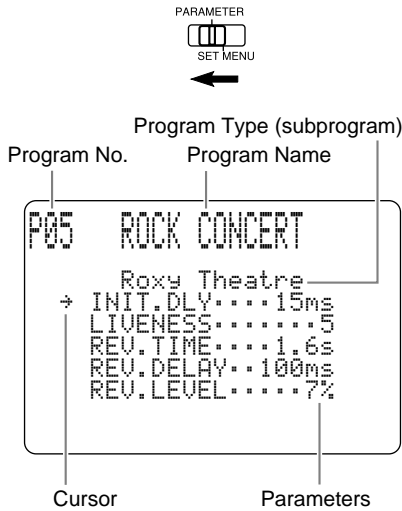 PARAMETER
SET MENU
Program Type (subprogram)
Program No. Program Name
P05 ROCK CONCERT
Roxy Theatre
→ INIT.DLY····15ms
LIVENESS·······5
REV.TIME····1.6s
REV.DELAY··100ms
REV.LEVEL·····7%
Cursor Parameters